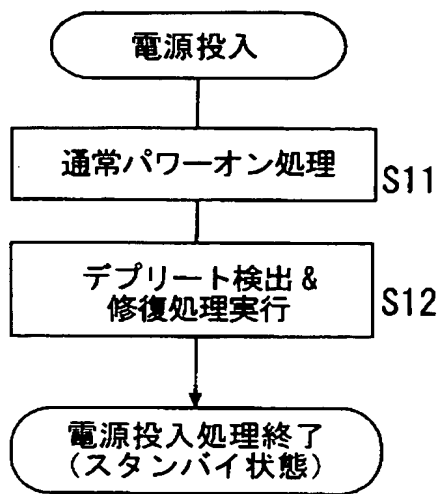 電源投入
通常パワーオン処理
S11
デプリート検出&
修復処理実行
S12
電源投入処理終了
(スタンバイ状態)